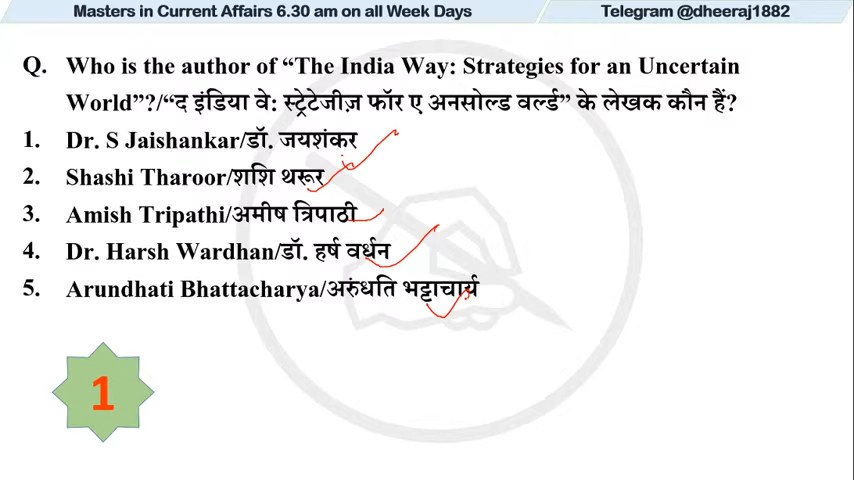 Masters in Current Affairs 6.30 am on all Week Days Telegram @dheeraj1882
Q. Who is the author of “The India Way: Strategies for an Uncertain
World”?/“द इंडिया वे: स्ट्रेटेजीज़ फॉर ए अनसोल्ड वर्ल्ड” के लेखक कौन हैं?
1. Dr. S Jaishankar/डॉ. जयशंकर
2. Shashi Tharoor/शशि थरूर
3. Amish Tripathi/अमीष त्रिपाठी
4. Dr. Harsh Wardhan/डॉ. हर्ष वर्धन
5. Arundhati Bhattacharya/अरुंधति भट्टाचार्य
1